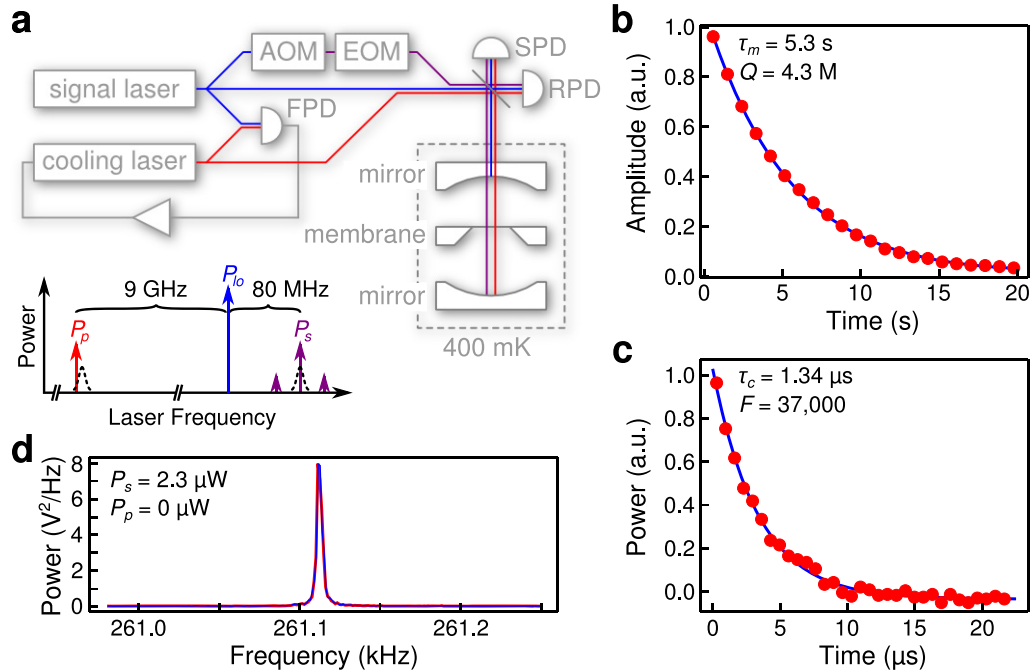 a
AOM
EOM
SPD
signal laser
RPD
FPD
cooling laser
mirror
membrane
mirror
400 mK
Power
9 GHz
P_lo
80 MHz
P_p
P_s
Laser Frequency
b
Amplitude (a.u.)
1.0
0.8
0.6
0.4
0.2
0.0
τ_m = 5.3 s
Q = 4.3 M
0 5 10 15 20
Time (s)
c
Power (a.u.)
1.0
0.8
0.6
0.4
0.2
0.0
τ_c = 1.34 µs
F = 37,000
0 5 10 15 20
Time (µs)
d
Power (V²/Hz)
8
6
4
2
0
P_s = 2.3 µW
P_p = 0 µW
261.0 261.1 261.2
Frequency (kHz)